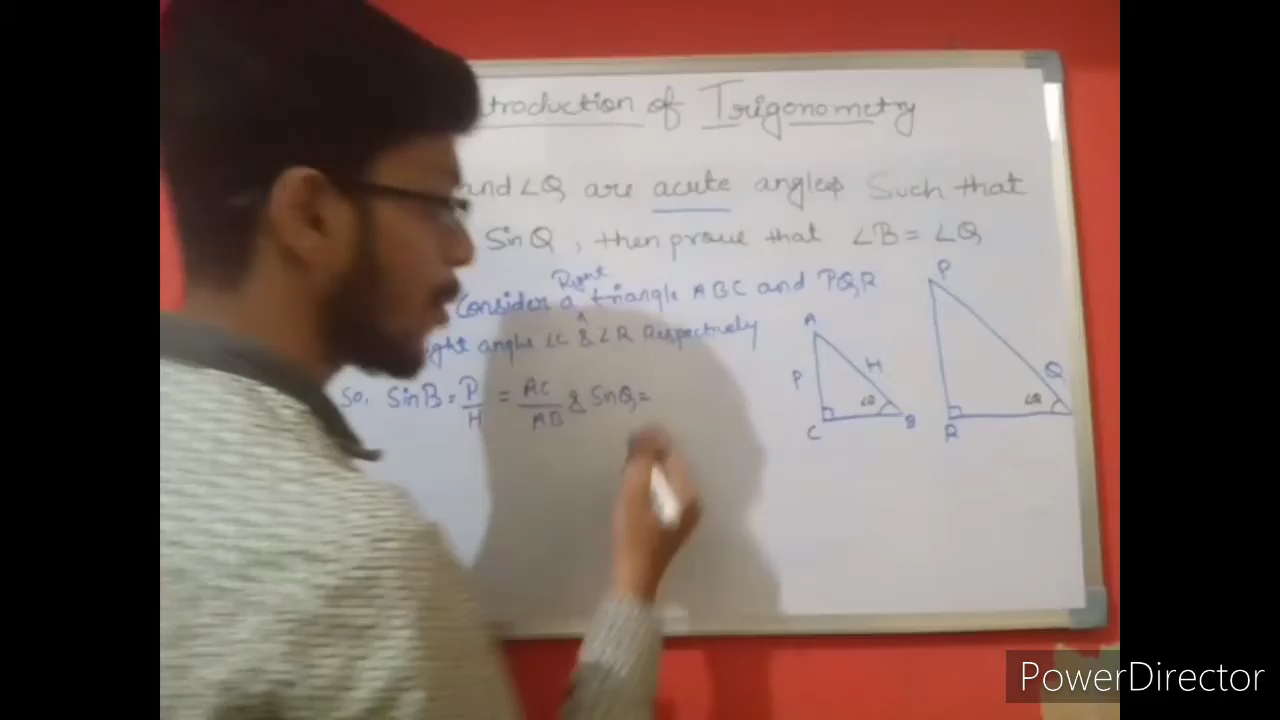 troduction of Trigonometry
and ∠Q are acute angles Such that
Sin Q , then prove that ∠B = ∠Q
Right
Consider a triangle ABC and PQR
ght angle ∠C & ∠R Respectively
So, Sin B = P/H = AC/AB & Sin Q =
A
P
H
C
B
P
Q
R
PowerDirector